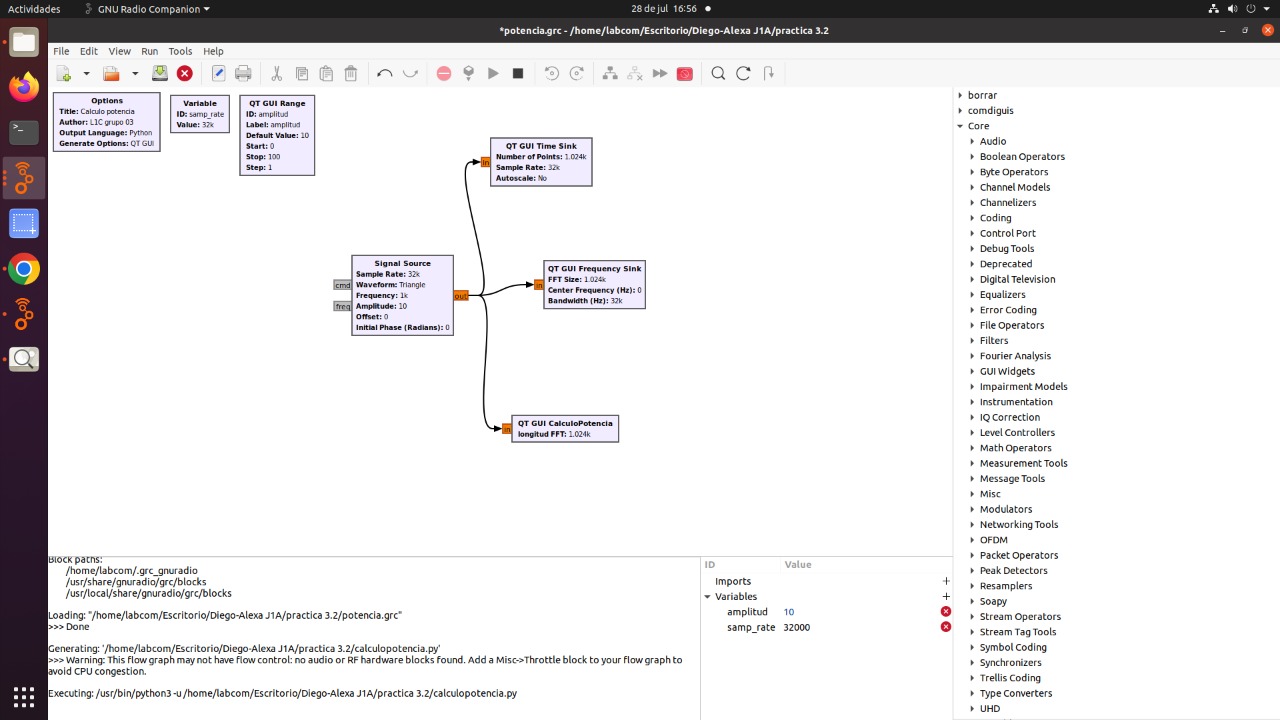 Actividades
GNU Radio Companion
28 de jul 16:56
*potencia.grc - /home/labcom/Escritorio/Diego-Alexa J1A/practica 3.2
File Edit View Run Tools Help
Options
Title: Calculo potencia
Author: L1C grupo 03
Output Language: Python
Generate Options: QT GUI
Variable
ID: samp_rate
Value: 32k
QT GUI Range
ID: amplitud
Label: amplitud
Default Value: 10
Start: 0
Stop: 100
Step: 1
QT GUI Time Sink
Number of Points: 1.024k
Sample Rate: 32k
Autoscale: No
in
Signal Source
Sample Rate: 32k
Waveform: Triangle
Frequency: 1k
Amplitude: 10
Offset: 0
Initial Phase (Radians): 0
cmd
freq
out
QT GUI Frequency Sink
FFT Size: 1.024k
Center Frequency (Hz): 0
Bandwidth (Hz): 32k
in
QT GUI CalculoPotencia
longitud FFT: 1.024k
in
borrar
comdiguis
Core
Audio
Boolean Operators
Byte Operators
Channel Models
Channelizers
Coding
Control Port
Debug Tools
Deprecated
Digital Television
Equalizers
Error Coding
File Operators
Filters
Fourier Analysis
GUI Widgets
Impairment Models
Instrumentation
IQ Correction
Level Controllers
Math Operators
Measurement Tools
Message Tools
Misc
Modulators
Networking Tools
OFDM
Packet Operators
Peak Detectors
Resamplers
Soapy
Stream Operators
Stream Tag Tools
Symbol Coding
Synchronizers
Trellis Coding
Type Converters
UHD
Block paths:
/home/labcom/.grc_gnuradio
/usr/share/gnuradio/grc/blocks
/usr/local/share/gnuradio/grc/blocks
Loading: "/home/labcom/Escritorio/Diego-Alexa J1A/practica 3.2/potencia.grc"
>>> Done
Generating: '/home/labcom/Escritorio/Diego-Alexa J1A/practica 3.2/calculopotencia.py'
>>> Warning: This flow graph may not have flow control: no audio or RF hardware blocks found. Add a Misc->Throttle block to your flow graph to
avoid CPU congestion.
Executing: /usr/bin/python3 -u /home/labcom/Escritorio/Diego-Alexa J1A/practica 3.2/calculopotencia.py
ID Value
Imports
Variables
amplitud 10
samp_rate 32000